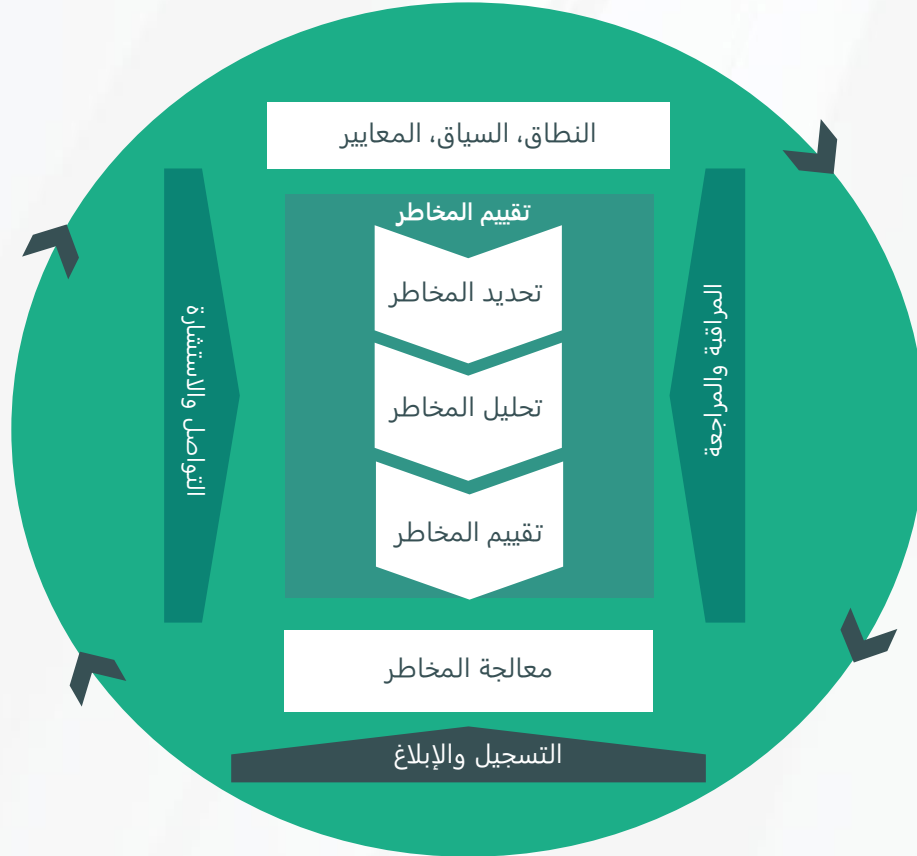 النطاق، السياق، المعايير
تقييم المخاطر
تحديد المخاطر
تحليل المخاطر
تقييم المخاطر
المراقبة والمراجعة
التواصل والاستشارة
معالجة المخاطر
التسجيل والإبلاغ